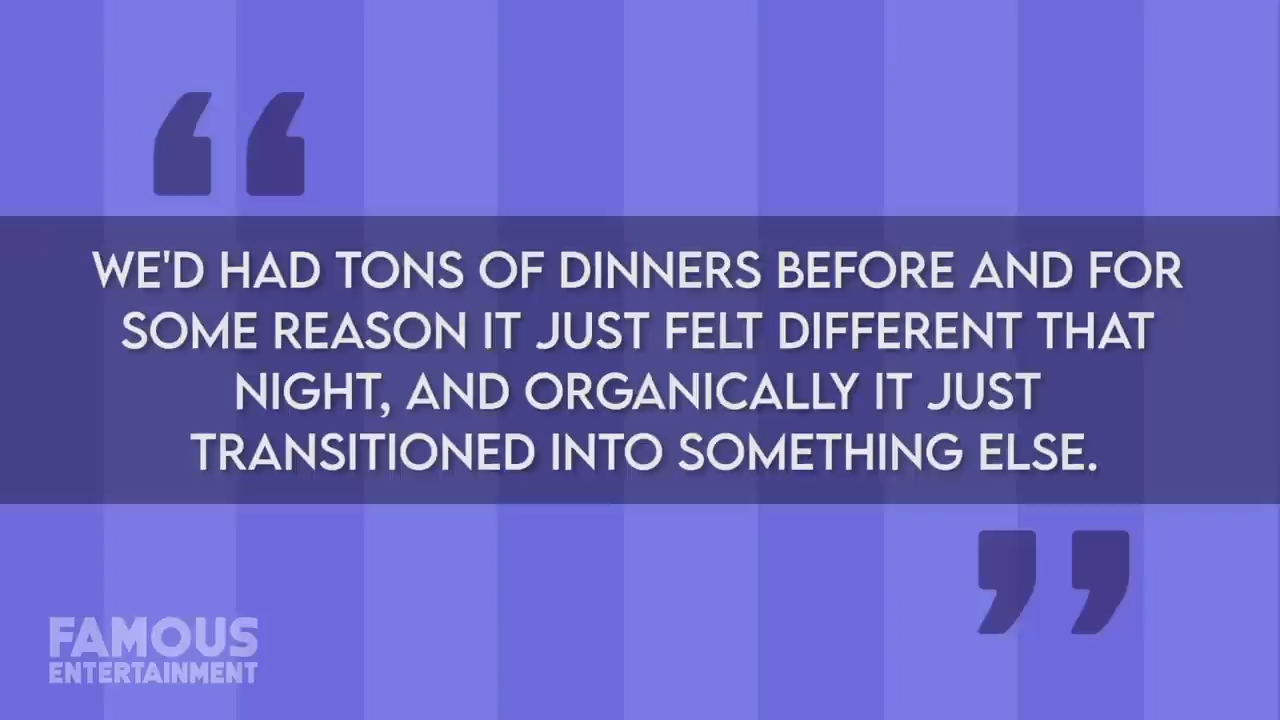 WE'D HAD TONS OF DINNERS BEFORE AND FOR
SOME REASON IT JUST FELT DIFFERENT THAT
NIGHT, AND ORGANICALLY IT JUST
TRANSITIONED INTO SOMETHING ELSE.
FAMOUS
ENTERTAINMENT